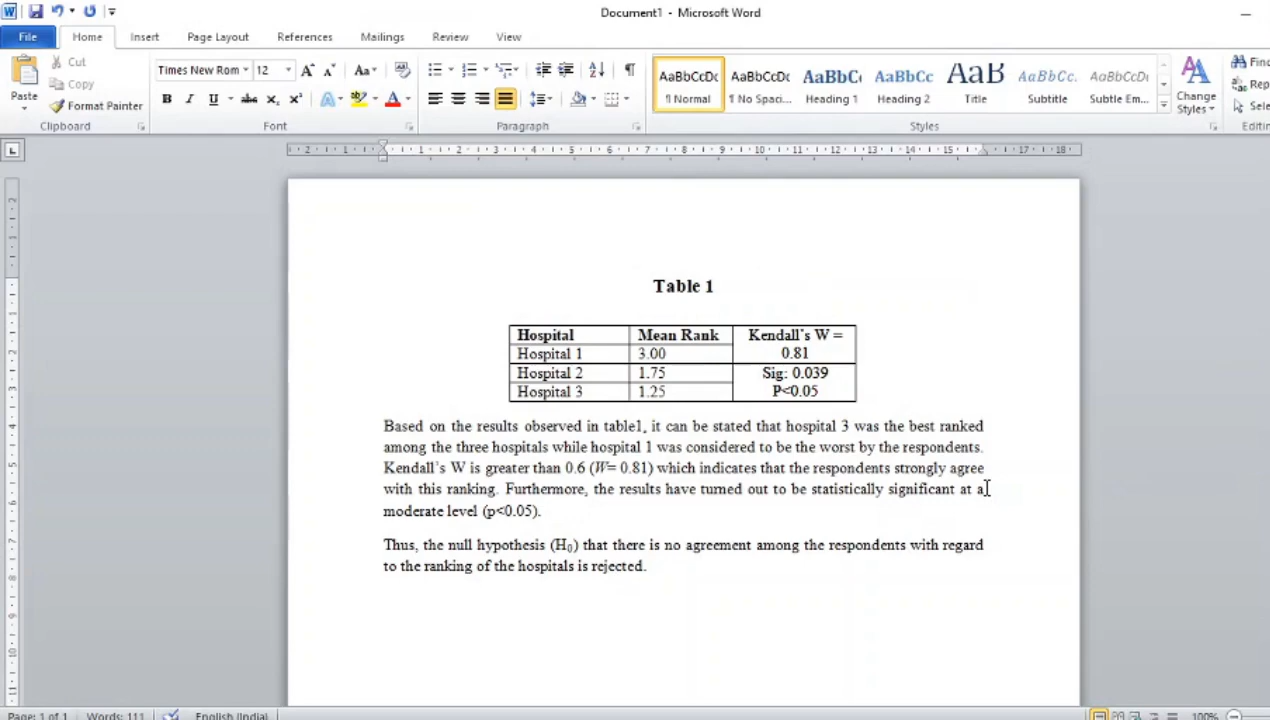 Document1 - Microsoft Word
File Home Insert Page Layout References Mailings Review View
Paste
Cut
Copy
Format Painter
Clipboard
Times New Rom 12
Font
Paragraph
AaBbCcDc AaBbCcDc AaBbC AaBbCc AaB AaBbCc. AaBbCcDt
¶ Normal ¶ No Spaci... Heading 1 Heading 2 Title Subtitle Subtle Em...
Styles
Change
Styles
Find
Rep
Sele
Editin
Table 1
Hospital Mean Rank Kendall's W =
Hospital 1 3.00 0.81
Hospital 2 1.75 Sig: 0.039
Hospital 3 1.25 P<0.05
Based on the results observed in table1, it can be stated that hospital 3 was the best ranked
among the three hospitals while hospital 1 was considered to be the worst by the respondents.
Kendall's W is greater than 0.6 (W= 0.81) which indicates that the respondents strongly agree
with this ranking. Furthermore, the results have turned out to be statistically significant at a
moderate level (p<0.05).
Thus, the null hypothesis (H₀) that there is no agreement among the respondents with regard
to the ranking of the hospitals is rejected.
Page: 1 of 1 Words: 111 English (India) 100%